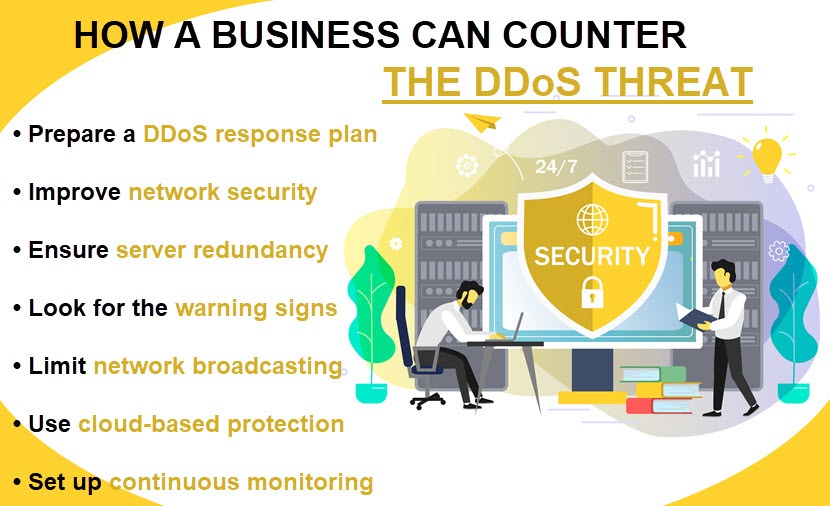 HOW A BUSINESS CAN COUNTER
THE DDoS THREAT
• Prepare a DDoS response plan
• Improve network security
• Ensure server redundancy
• Look for the warning signs
• Limit network broadcasting
• Use cloud-based protection
• Set up continuous monitoring
24/7
SECURITY